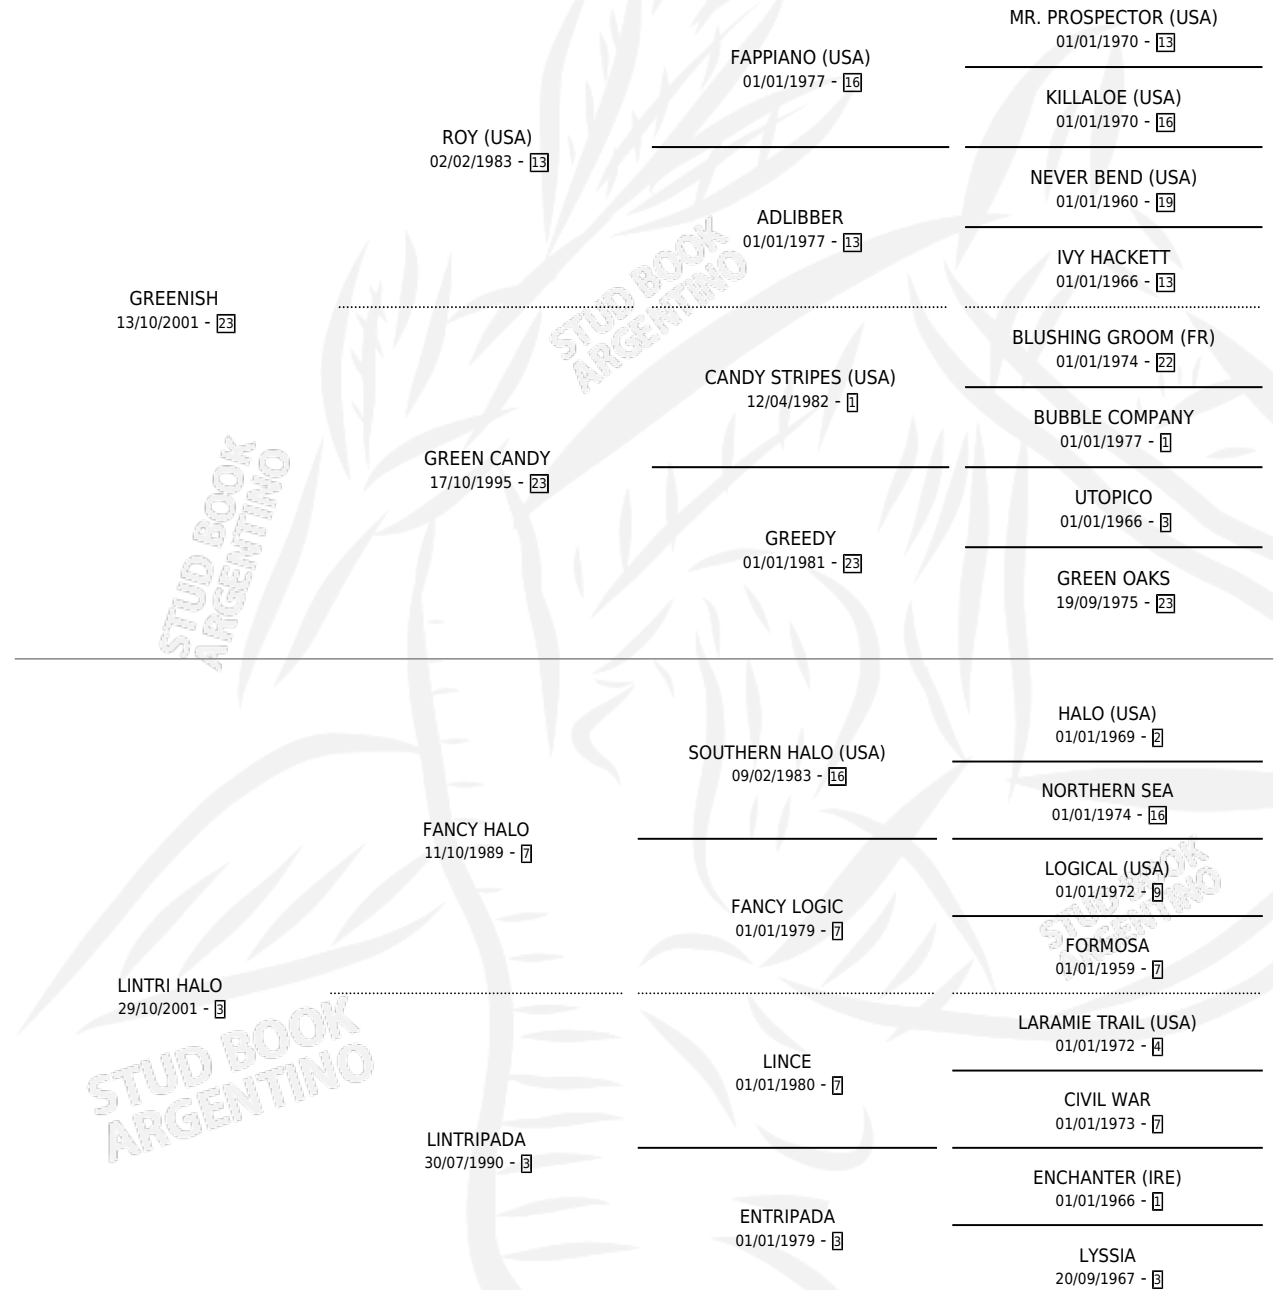 MR. PROSPECTOR (USA)
01/01/1970 - 13
FAPPIANO (USA)
01/01/1977 - 16
KILLALOE (USA)
01/01/1970 - 16
ROY (USA)
02/02/1983 - 13
NEVER BEND (USA)
01/01/1960 - 19
ADLIBBER
01/01/1977 - 13
IVY HACKETT
01/01/1966 - 13
GREENISH
13/10/2001 - 23
STUD BOOK
ARGENTINO
BLUSHING GROOM (FR)
01/01/1974 - 22
CANDY STRIPES (USA)
12/04/1982 - 1
BUBBLE COMPANY
01/01/1977 - 1
GREEN CANDY
17/10/1995 - 23
UTOPICO
01/01/1966 - 3
GREEDY
01/01/1981 - 23
GREEN OAKS
19/09/1975 - 23
STUD BOOK
ARGENTINO
HALO (USA)
01/01/1969 - 2
SOUTHERN HALO (USA)
09/02/1983 - 16
NORTHERN SEA
01/01/1974 - 16
FANCY HALO
11/10/1989 - 7
LOGICAL (USA)
01/01/1972 - 9
FANCY LOGIC
01/01/1979 - 7
FORMOSA
01/01/1959 - 7
STUD BOOK
ARGENTINO
LINTRI HALO
29/10/2001 - 3
STUD BOOK
ARGENTINO
LARAMIE TRAIL (USA)
01/01/1972 - 4
LINCE
01/01/1980 - 7
CIVIL WAR
01/01/1973 - 7
LINTRIPADA
30/07/1990 - 3
ENCHANTER (IRE)
01/01/1966 - 1
ENTRIPADA
01/01/1979 - 3
LYSSIA
20/09/1967 - 3